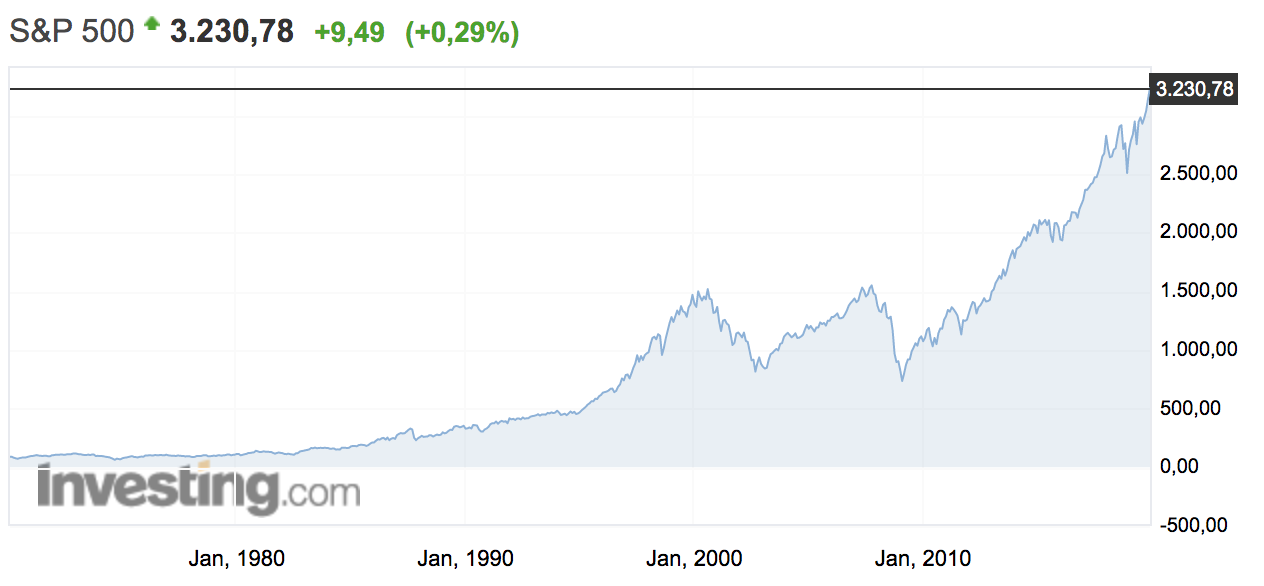 S&P 500 3.230,78 +9,49 (+0,29%)
3.230,78
2.500,00
2.000,00
1.500,00
1.000,00
500,00
0,00
-500,00
Investing.com
Jan, 1980 Jan, 1990 Jan, 2000 Jan, 2010